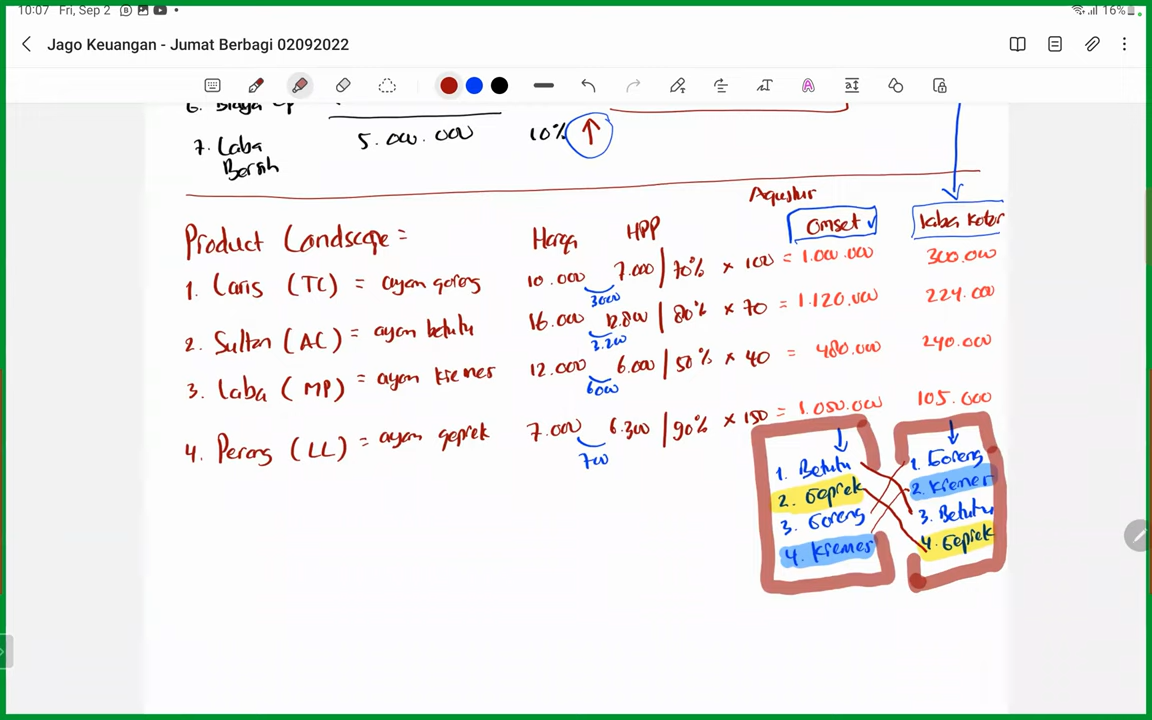 10:07 Fri, Sep 2
16%
Jago Keuangan - Jumat Berbagi 02092022
6. Biaya Op
7. Laba Bersih 5.000.000 10% ↑
Agustus
Product Landscape = Harga HPP Omset ✓ Laba Kotor
1. Laris (TC) = ayam goreng 10.000 7.000 | 70% × 100 = 1.000.000 300.000
3000
2. Sultan (AC) = ayam betutu 16.000 12.800 | 80% × 70 = 1.120.000 224.000
3.200
3. Laba (MP) = ayam kremes 12.000 6.000 | 50% × 40 = 480.000 240.000
6000
4. Perang (LL) = ayam geprek 7.000 6.300 | 90% × 150 = 1.050.000 105.000
700
1. Betutu
2. Geprek
3. Goreng
4. Kremes
1. Goreng
2. Kremes
3. Betutu
4. Geprek